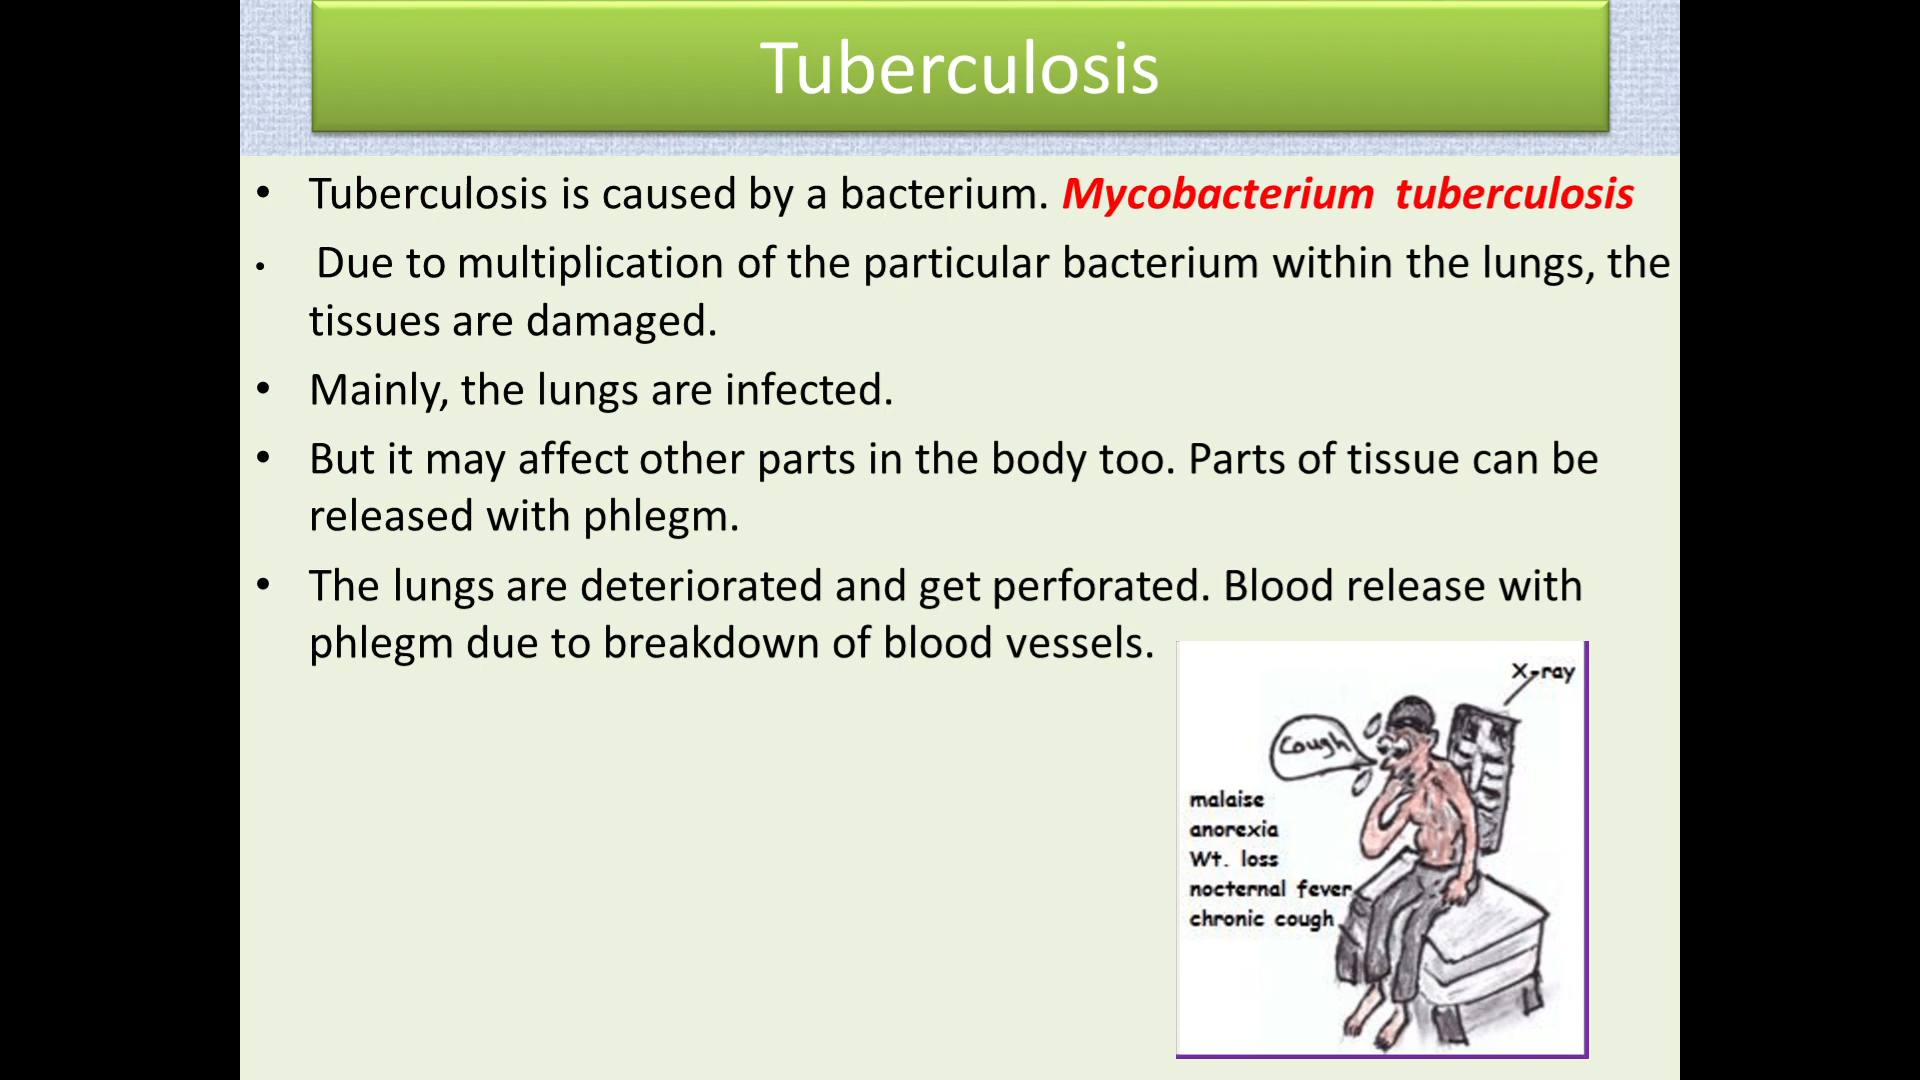 Tuberculosis
• Tuberculosis is caused by a bacterium. Mycobacterium tuberculosis
• Due to multiplication of the particular bacterium within the lungs, the
tissues are damaged.
• Mainly, the lungs are infected.
• But it may affect other parts in the body too. Parts of tissue can be
released with phlegm.
• The lungs are deteriorated and get perforated. Blood release with
phlegm due to breakdown of blood vessels.
X-ray
Cough
malaise
anorexia
Wt. loss
nocternal fever
chronic cough